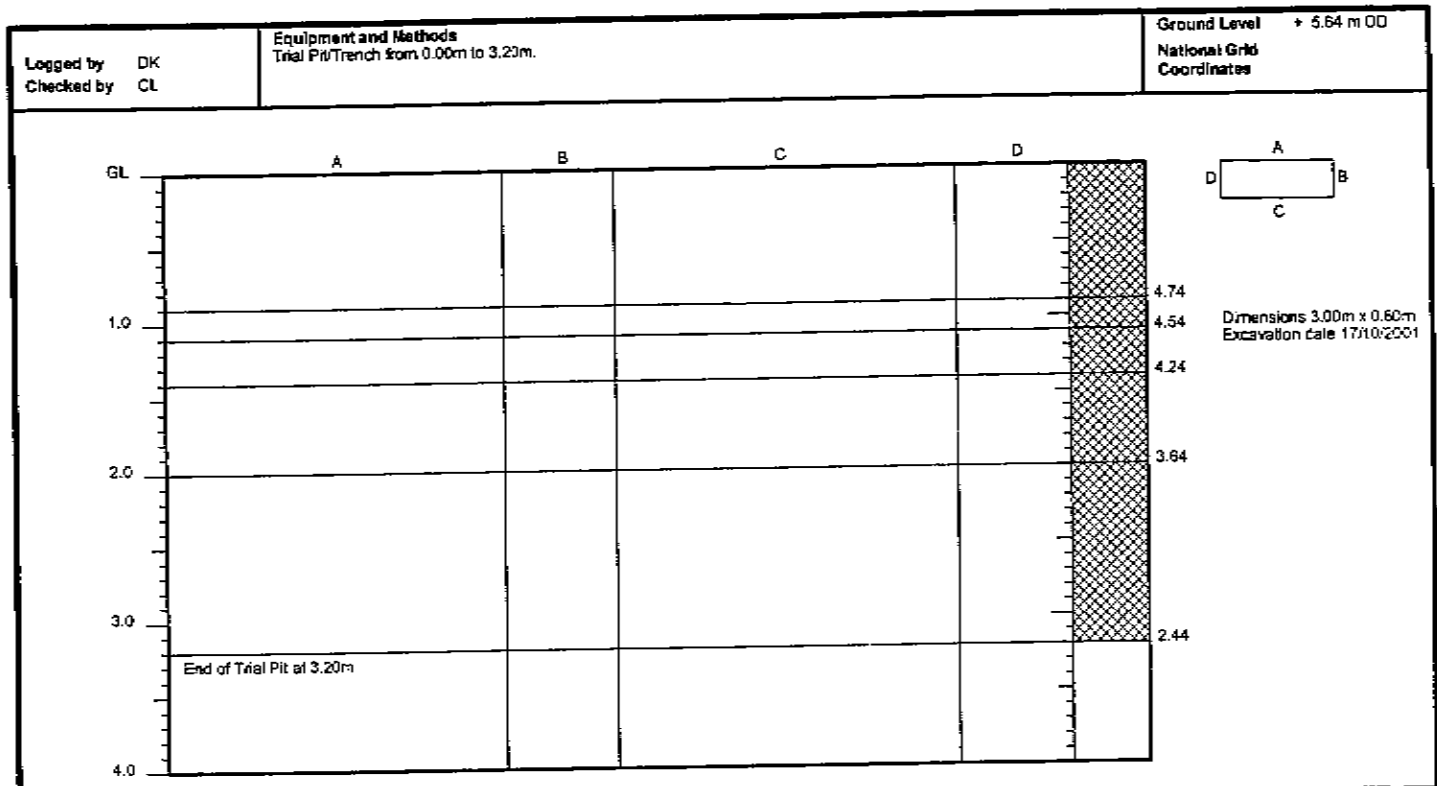 Logged by DK
Checked by CL
Equipment and Methods
Trial Pit/Trench from 0.00m to 3.20m.
Ground Level + 5.64 m OD
National Grid
Coordinates
A B C D
GL
1.0
2.0
3.0
4.0
4.74
4.54
4.24
3.64
2.44
End of Trial Pit at 3.20m
A
D B
C
Dimensions 3.00m x 0.60m
Excavation date 17/10/2001